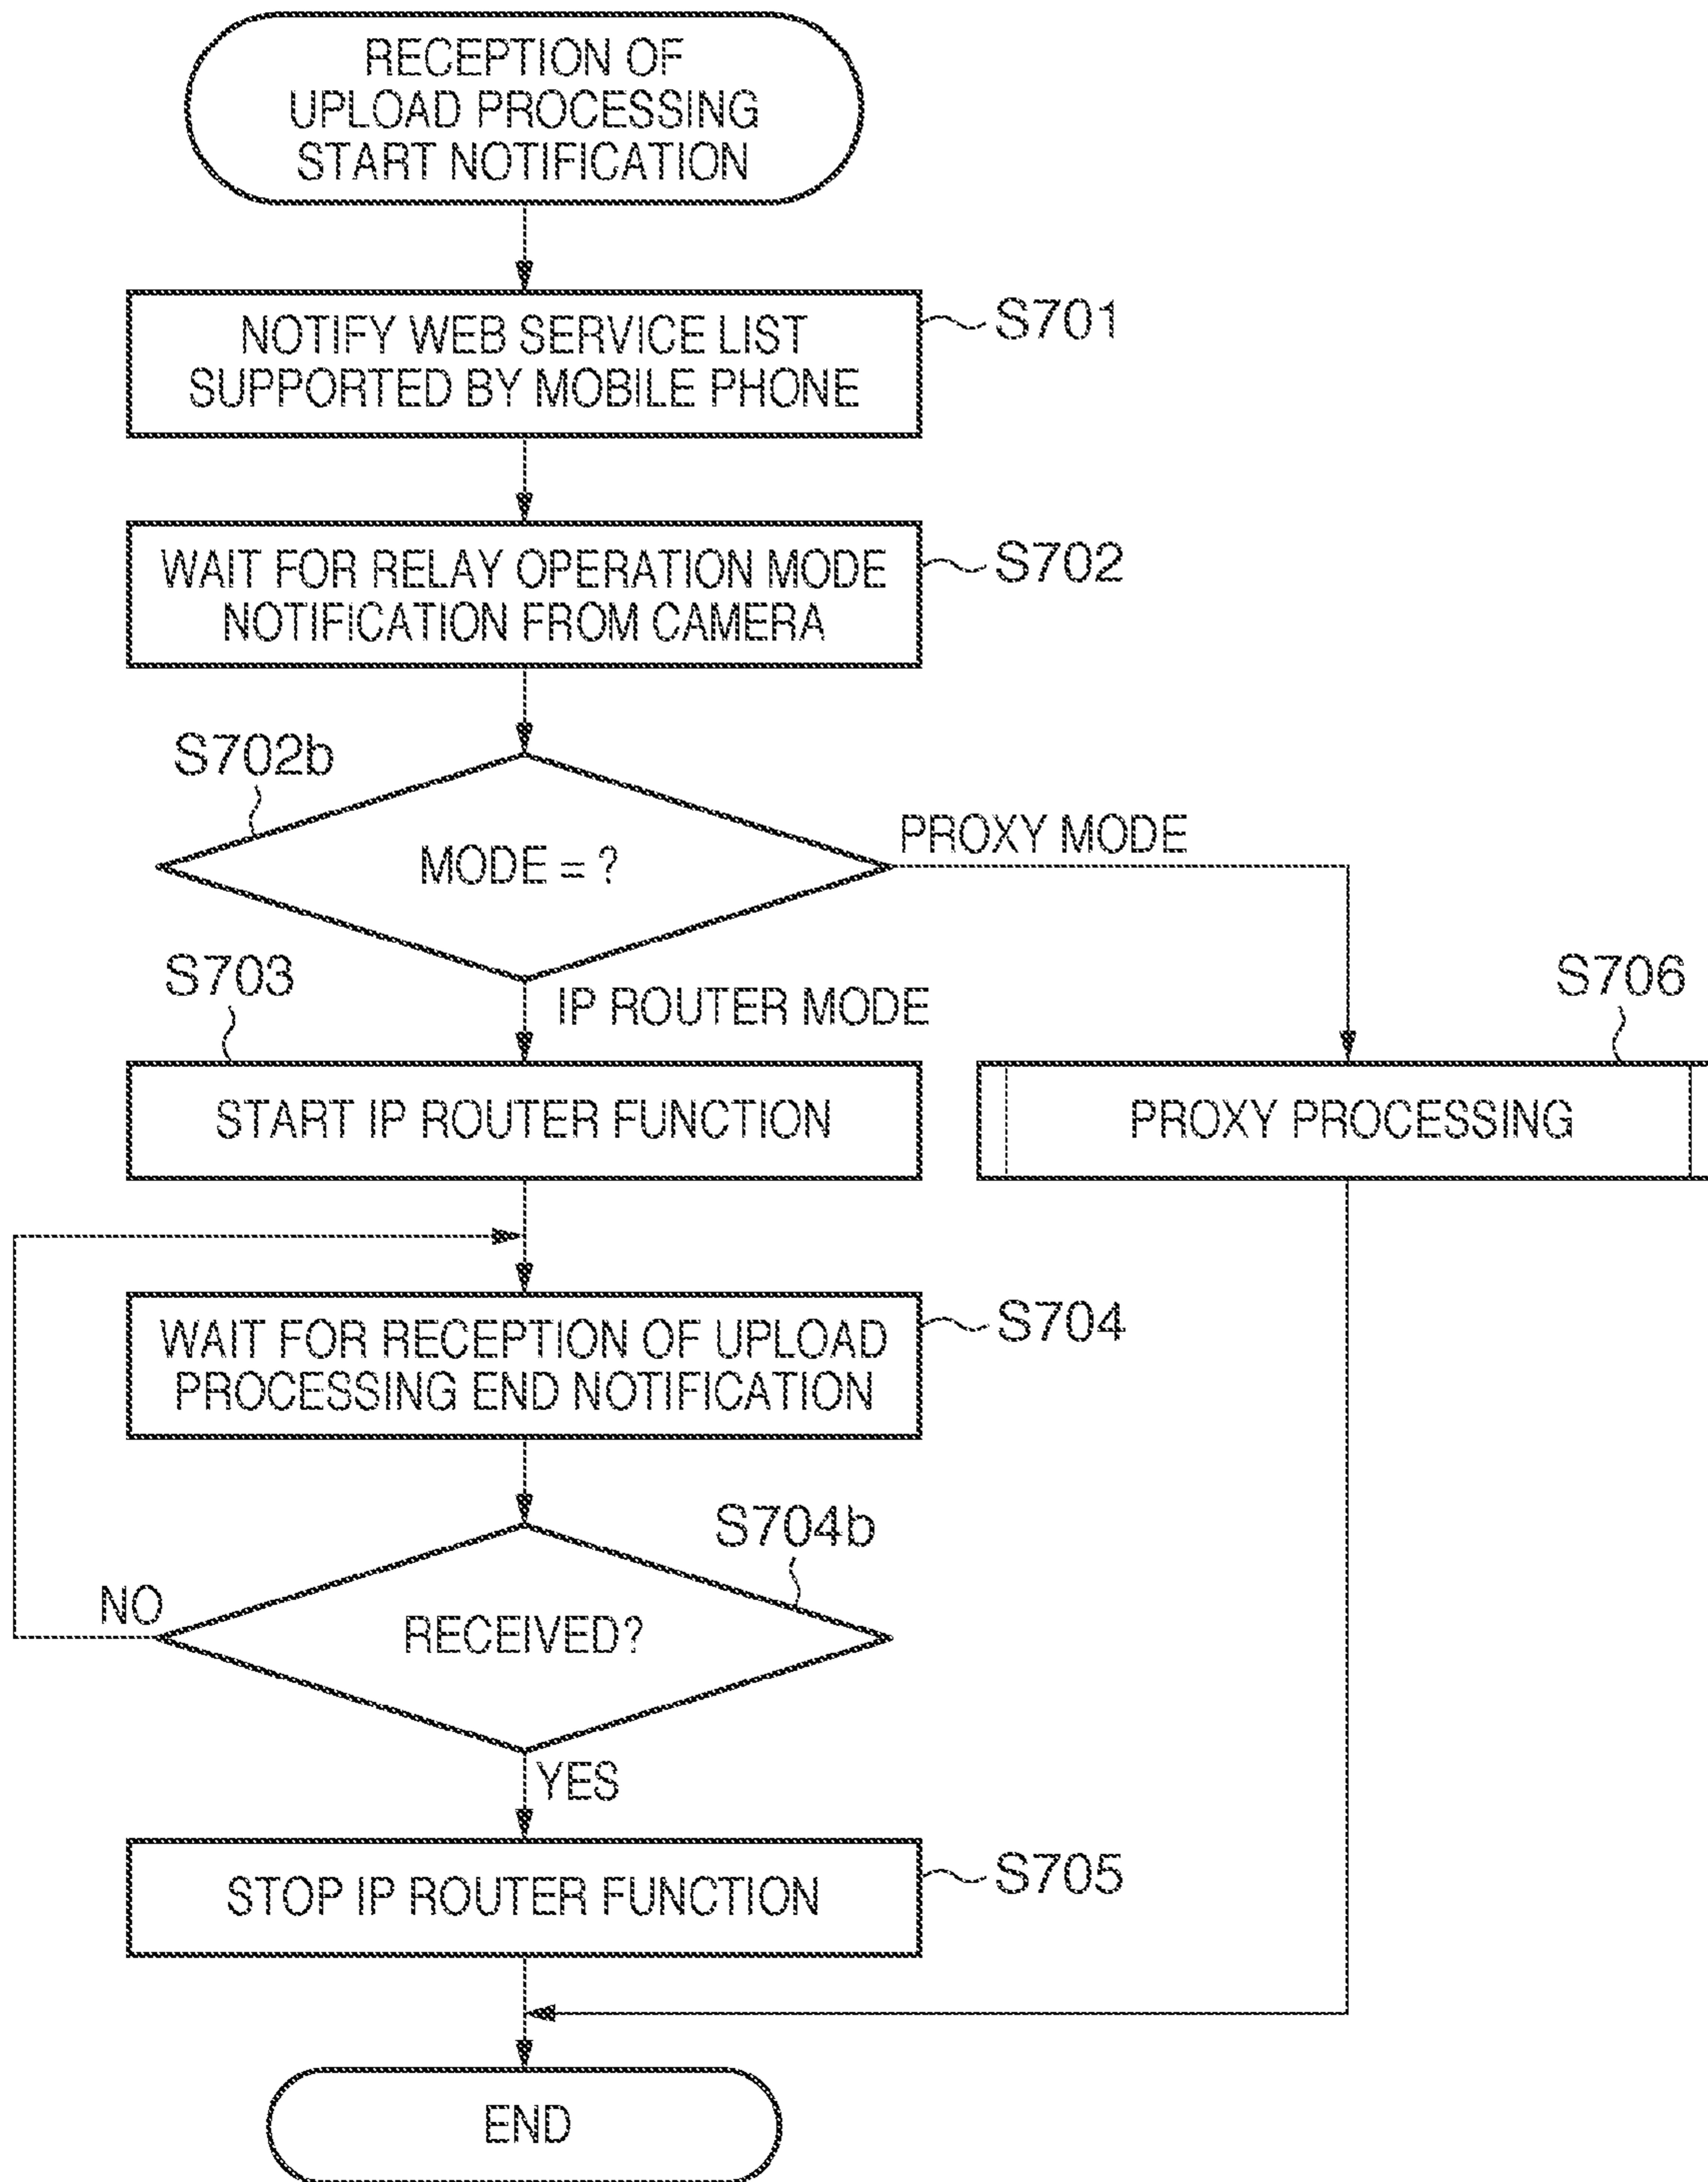 RECEPTION OF
UPLOAD PROCESSING
START NOTIFICATION
NOTIFY WEB SERVICE LIST
SUPPORTED BY MOBILE PHONE
S701
WAIT FOR RELAY OPERATION MODE
NOTIFICATION FROM CAMERA
S702
S702b
MODE = ?
PROXY MODE
IP ROUTER MODE
S703
START IP ROUTER FUNCTION
S706
PROXY PROCESSING
WAIT FOR RECEPTION OF UPLOAD
PROCESSING END NOTIFICATION
S704
S704b
RECEIVED?
NO
YES
STOP IP ROUTER FUNCTION
S705
END